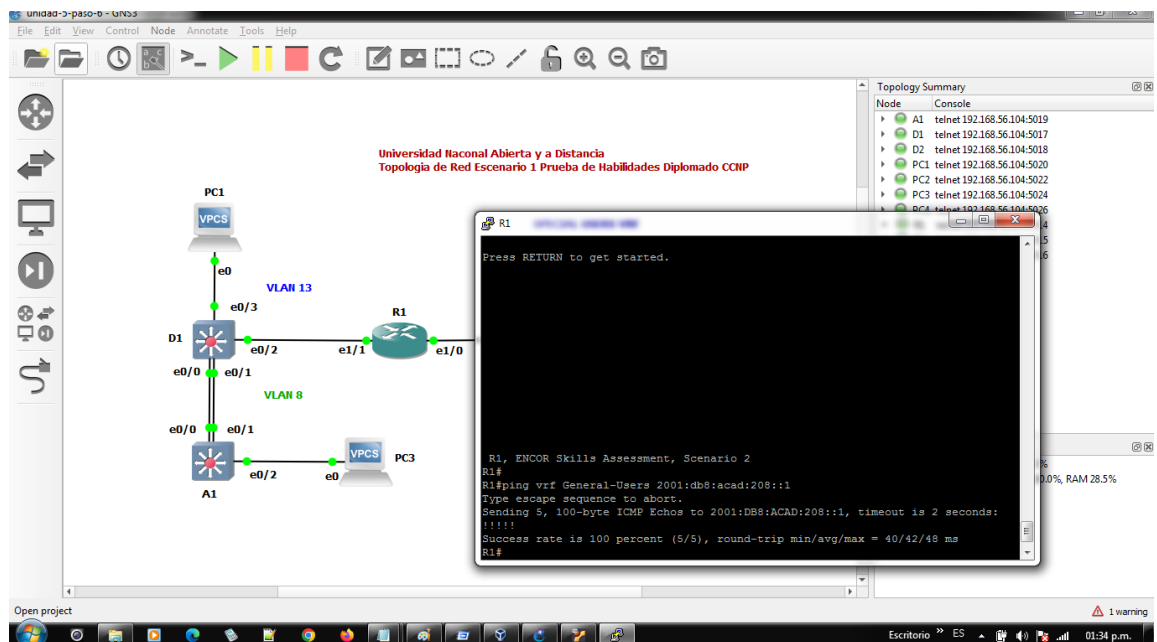 unidad-5-paso-6 - GNS3
File Edit View Control Node Annotate Tools Help
Universidad Naconal Abierta y a Distancia
Topologia de Red Escenario 1 Prueba de Habilidades Diplomado CCNP
PC1
VPCS
e0
VLAN 13
e0/3
R1
D1
e0/2
e1/1
e1/0
e0/0
e0/1
VLAN 8
e0/0
e0/1
VPCS
PC3
e0/2
e0
A1
Topology Summary
Node Console
A1 telnet 192.168.56.104:5019
D1 telnet 192.168.56.104:5017
D2 telnet 192.168.56.104:5018
PC1 telnet 192.168.56.104:5020
PC2 telnet 192.168.56.104:5022
PC3 telnet 192.168.56.104:5024
PC4 telnet 192.168.56.104:5026
R1
Press RETURN to get started.
R1, ENCOR Skills Assessment, Scenario 2
R1#
R1#ping vrf General-Users 2001:db8:acad:208::1
Type escape sequence to abort.
Sending 5, 100-byte ICMP Echos to 2001:DB8:ACAD:208::1, timeout is 2 seconds:
!!!!!
Success rate is 100 percent (5/5), round-trip min/avg/max = 40/42/48 ms
R1#
RAM 28.5%
Open project
1 warning
Escritorio » ES 01:34 p.m.